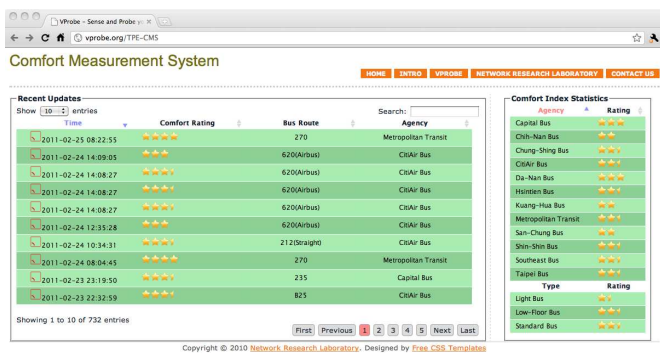 VProbe - Sense and Probe yo
vprobe.org/TPE-CMS
Comfort Measurement System
HOME INTRO VPROBE NETWORK RESEARCH LABORATORY CONTACT US
Recent Updates
Show 10 entries Search:
Time Comfort Rating Bus Route Agency
2011-02-25 08:22:55 270 Metropolitan Transit
2011-02-24 14:09:05 620(Airbus) CitiAir Bus
2011-02-24 14:08:27 620(Airbus) CitiAir Bus
2011-02-24 14:08:27 620(Airbus) CitiAir Bus
2011-02-24 14:08:27 620(Airbus) CitiAir Bus
2011-02-24 12:35:28 620(Airbus) CitiAir Bus
2011-02-24 10:34:31 212(Straight) CitiAir Bus
2011-02-24 08:04:45 270 Metropolitan Transit
2011-02-23 23:19:50 235 Capital Bus
2011-02-23 22:32:59 B25 CitiAir Bus
Showing 1 to 10 of 732 entries
First Previous 1 2 3 4 5 Next Last
Comfort Index Statistics
Agency Rating
Capital Bus
Chih-Nan Bus
Chung-Shing Bus
CitiAir Bus
Da-Nan Bus
Hsintien Bus
Kuang-Hua Bus
Metropolitan Transit
San-Chung Bus
Shin-Shin Bus
Southeast Bus
Taipei Bus
Type Rating
Light Bus
Low-Floor Bus
Standard Bus
Copyright © 2010 Network Research Laboratory. Designed by Free CSS Templates